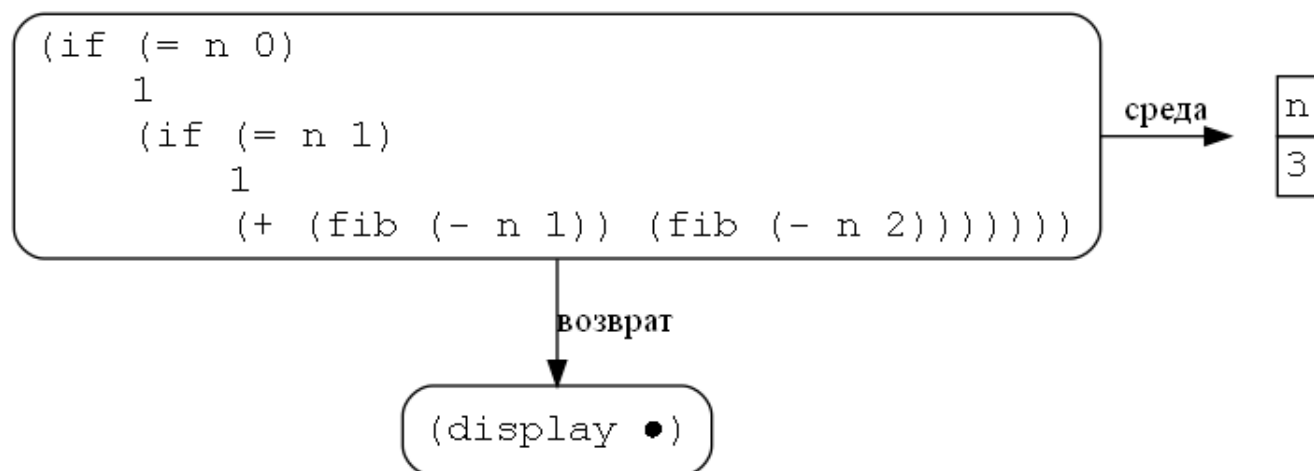 (if (= n 0)
1
(if (= n 1)
1
(+ (fib (- n 1)) (fib (- n 2)))))))
среда
n
3
возврат
(display ●)